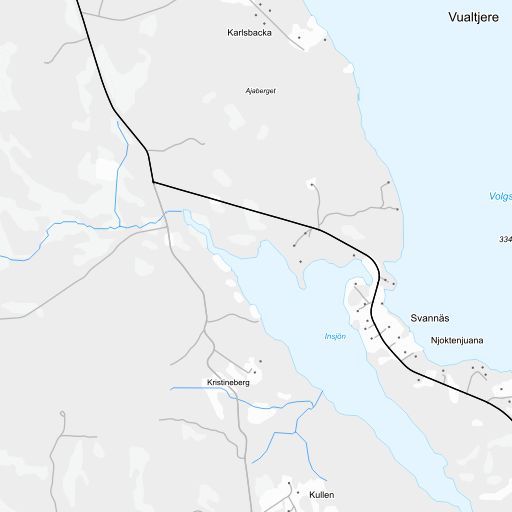 Vualtjere
Karlsbacka
Ajaberget
Volgs
334
Svannäs
Insjön
Njoktenjuana
Kristineberg
Kullen